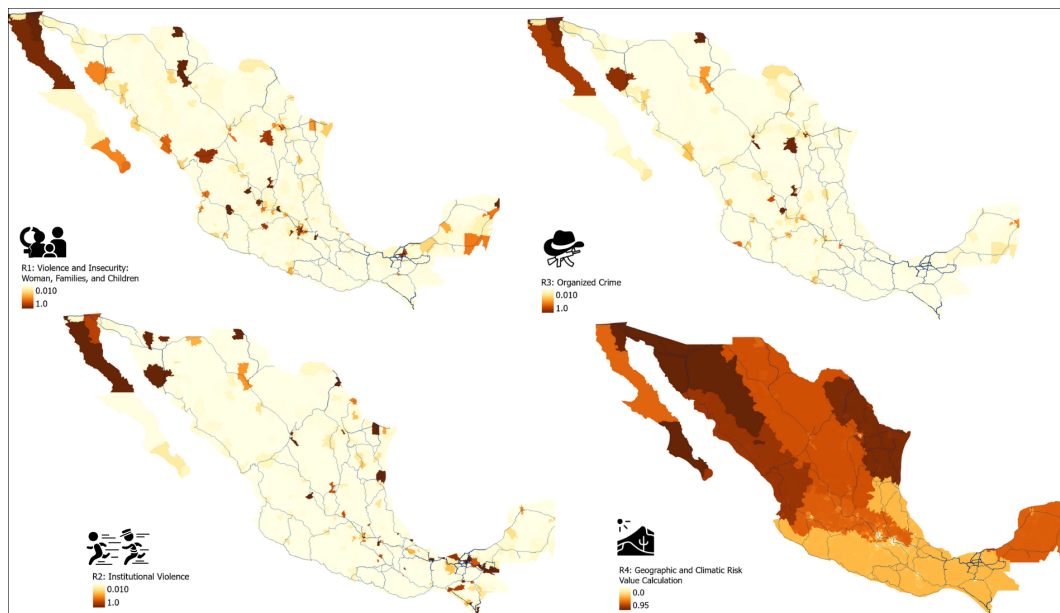 R1: Violence and Insecurity:
Woman, Families, and Children
0.010
1.0
R3: Organized Crime
0.010
1.0
R2: Institutional Violence
0.010
1.0
R4: Geographic and Climatic Risk
Value Calculation
0.0
0.95